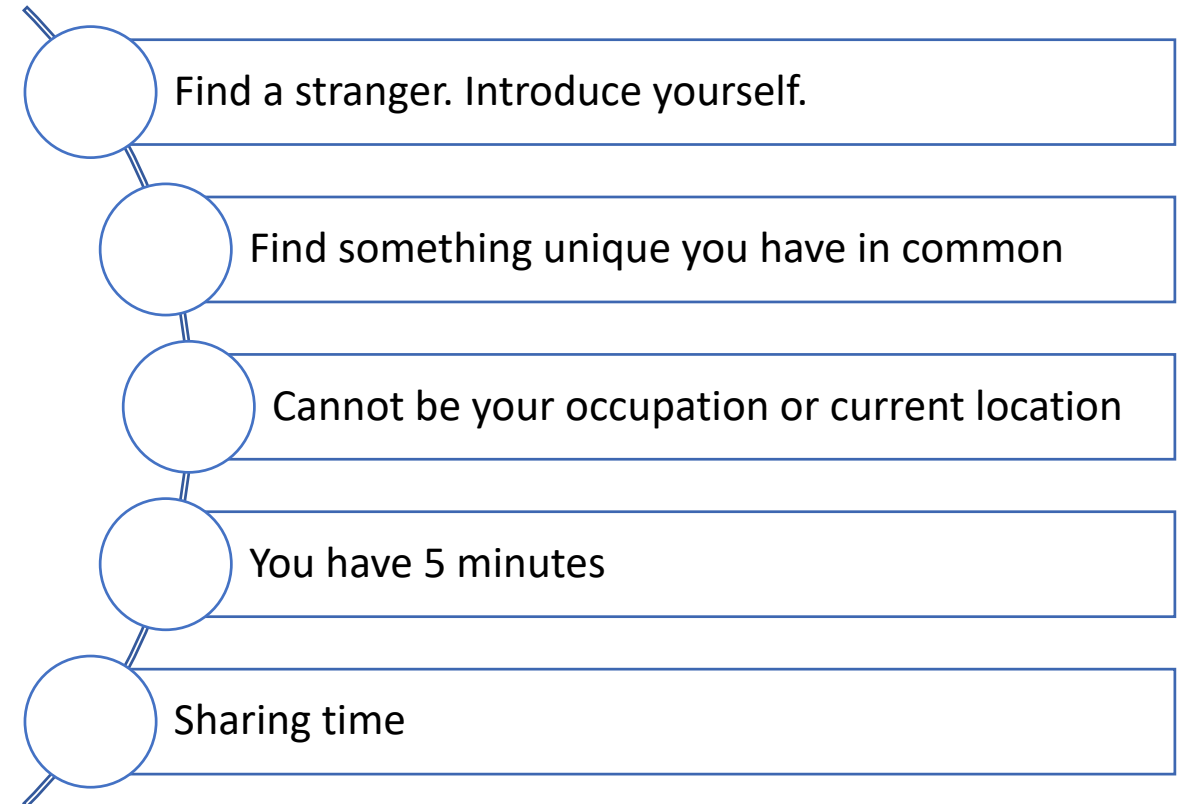 Find a stranger. Introduce yourself.
Find something unique you have in common
Cannot be your occupation or current location
You have 5 minutes
Sharing time